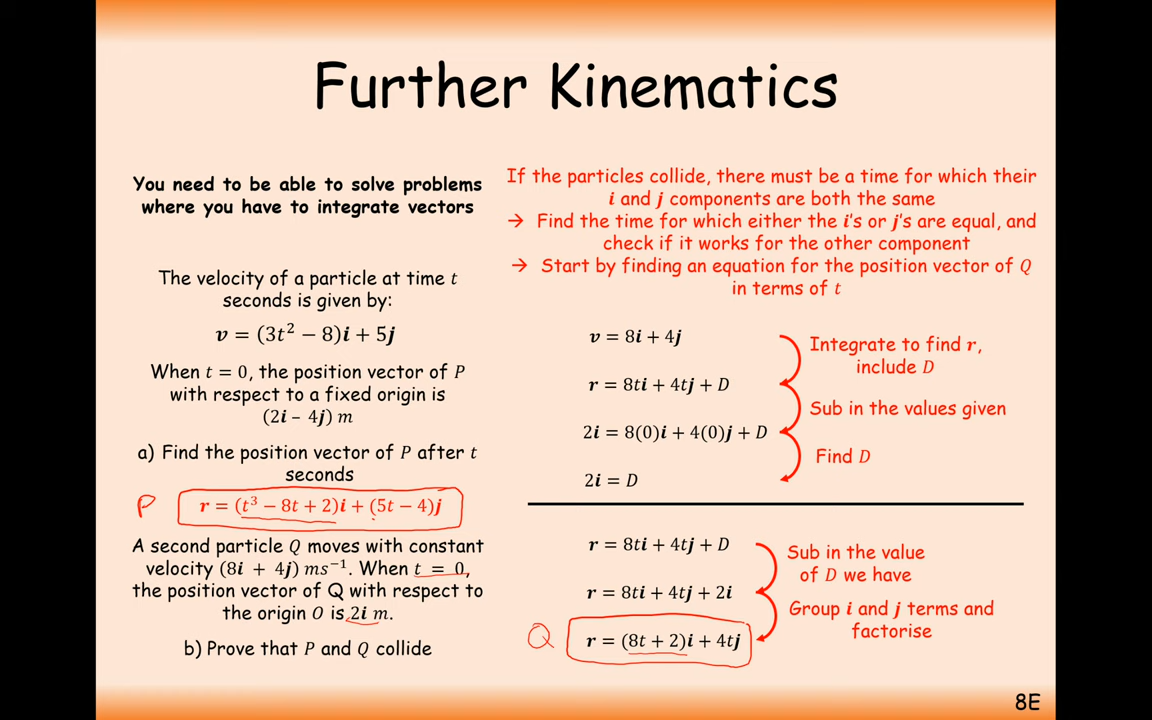 Further Kinematics
You need to be able to solve problems
where you have to integrate vectors
The velocity of a particle at time t
seconds is given by:
v = (3t² − 8)i + 5j
When t = 0, the position vector of P
with respect to a fixed origin is
(2i – 4j) m
a) Find the position vector of P after t
seconds
P r = (t³ − 8t + 2)i + (5t − 4)j
A second particle Q moves with constant
velocity (8i + 4j) ms⁻¹. When t = 0,
the position vector of Q with respect to
the origin O is 2i m.
b) Prove that P and Q collide
If the particles collide, there must be a time for which their
i and j components are both the same
→ Find the time for which either the i's or j's are equal, and
check if it works for the other component
→ Start by finding an equation for the position vector of Q
in terms of t
v = 8i + 4j
Integrate to find r,
include D
r = 8ti + 4tj + D
Sub in the values given
2i = 8(0)i + 4(0)j + D
Find D
2i = D
r = 8ti + 4tj + D
Sub in the value
of D we have
r = 8ti + 4tj + 2i
Group i and j terms and
factorise
Q r = (8t + 2)i + 4tj
8E